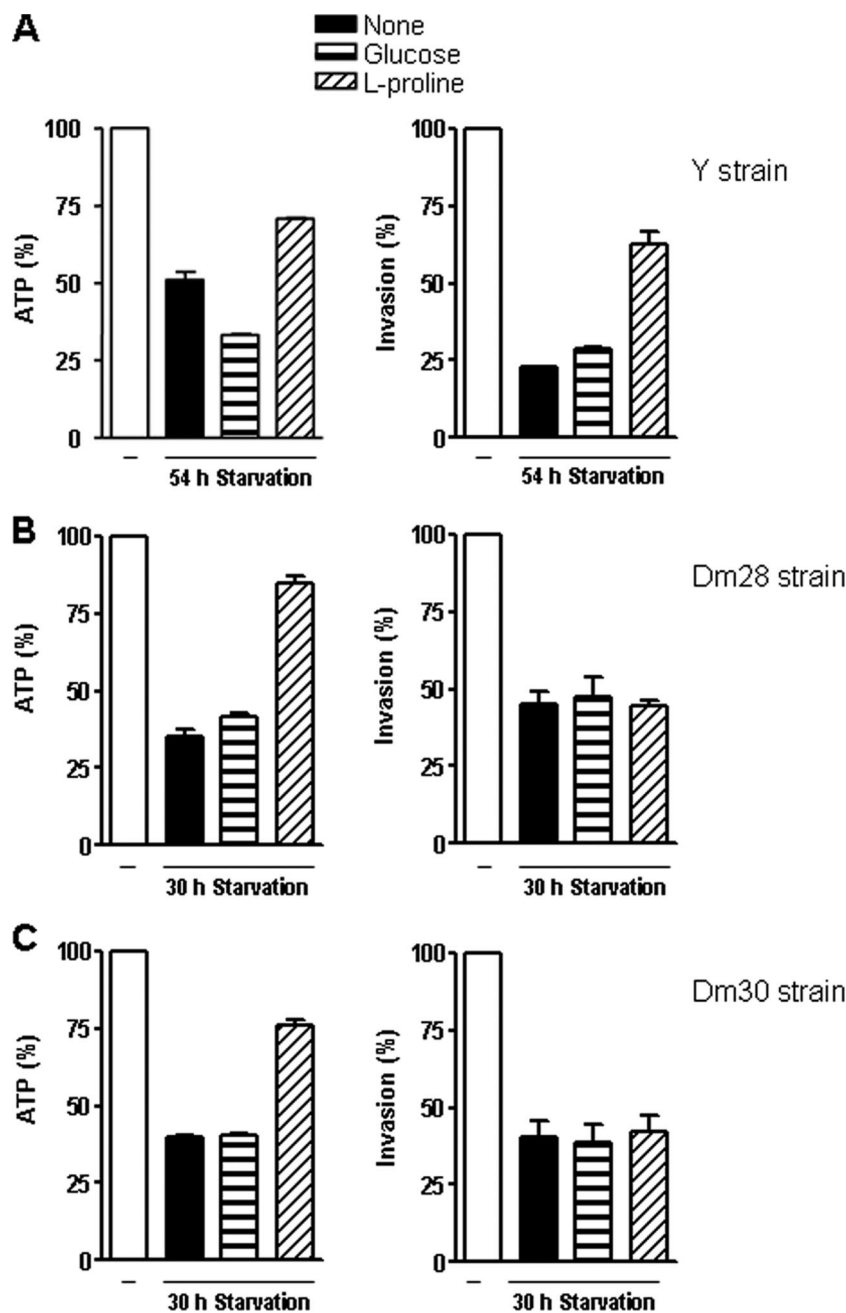 A
None
Glucose
L-proline
100
75
50
25
0
ATP (%)
–
54 h Starvation
100
75
50
25
0
Invasion (%)
–
54 h Starvation
Y strain
B
100
75
50
25
0
ATP (%)
–
30 h Starvation
100
75
50
25
0
Invasion (%)
–
30 h Starvation
Dm28 strain
C
100
75
50
25
0
ATP (%)
–
30 h Starvation
100
75
50
25
0
Invasion (%)
–
30 h Starvation
Dm30 strain